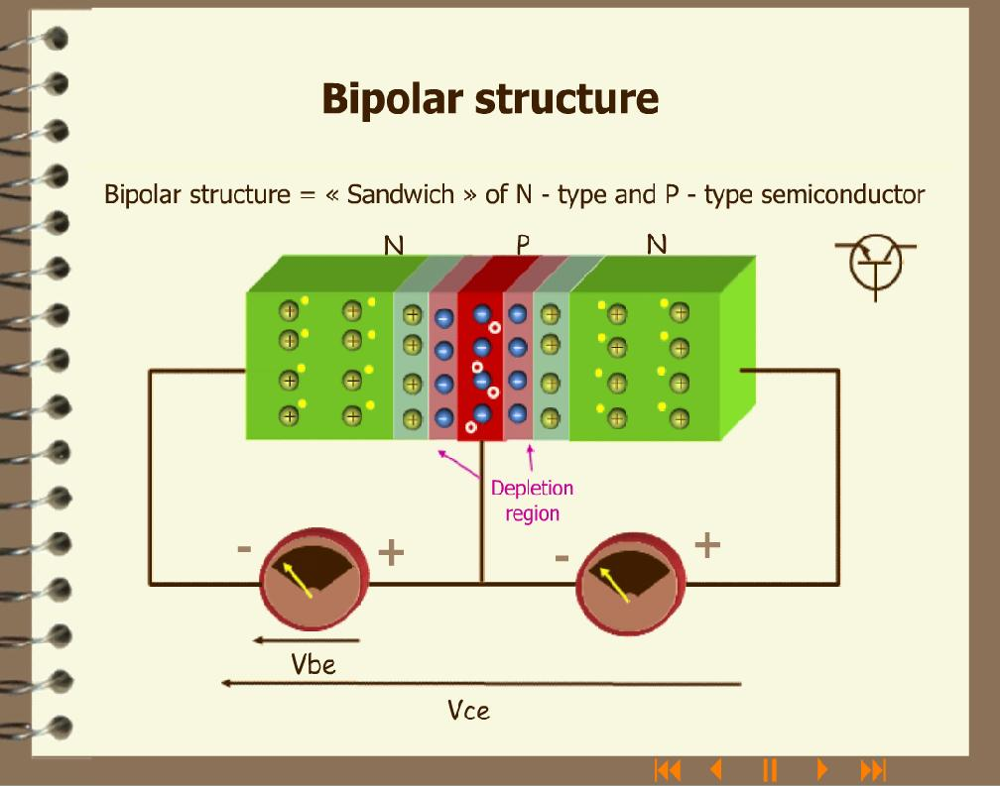 Bipolar structure
Bipolar structure = « Sandwich » of N - type and P - type semiconductor
N P N
Depletion
region
- + - +
Vbe
Vce